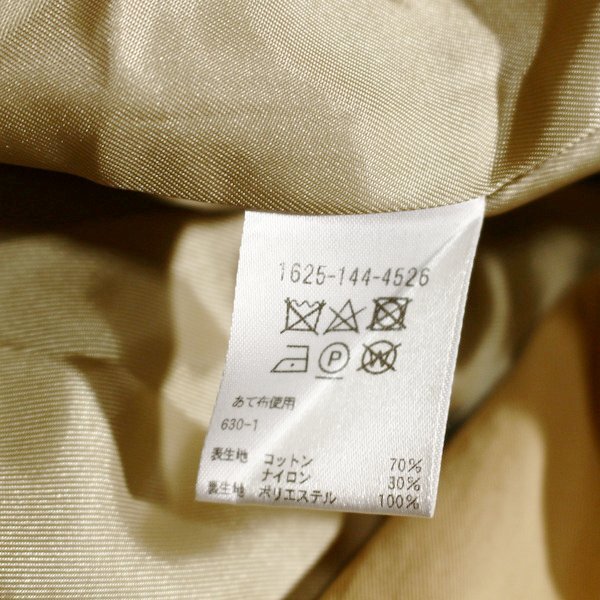 1625-144-4526
P W
あて布使用
630-1
表生地 コットン 70%
ナイロン 30%
裏生地 ポリエステル 100%